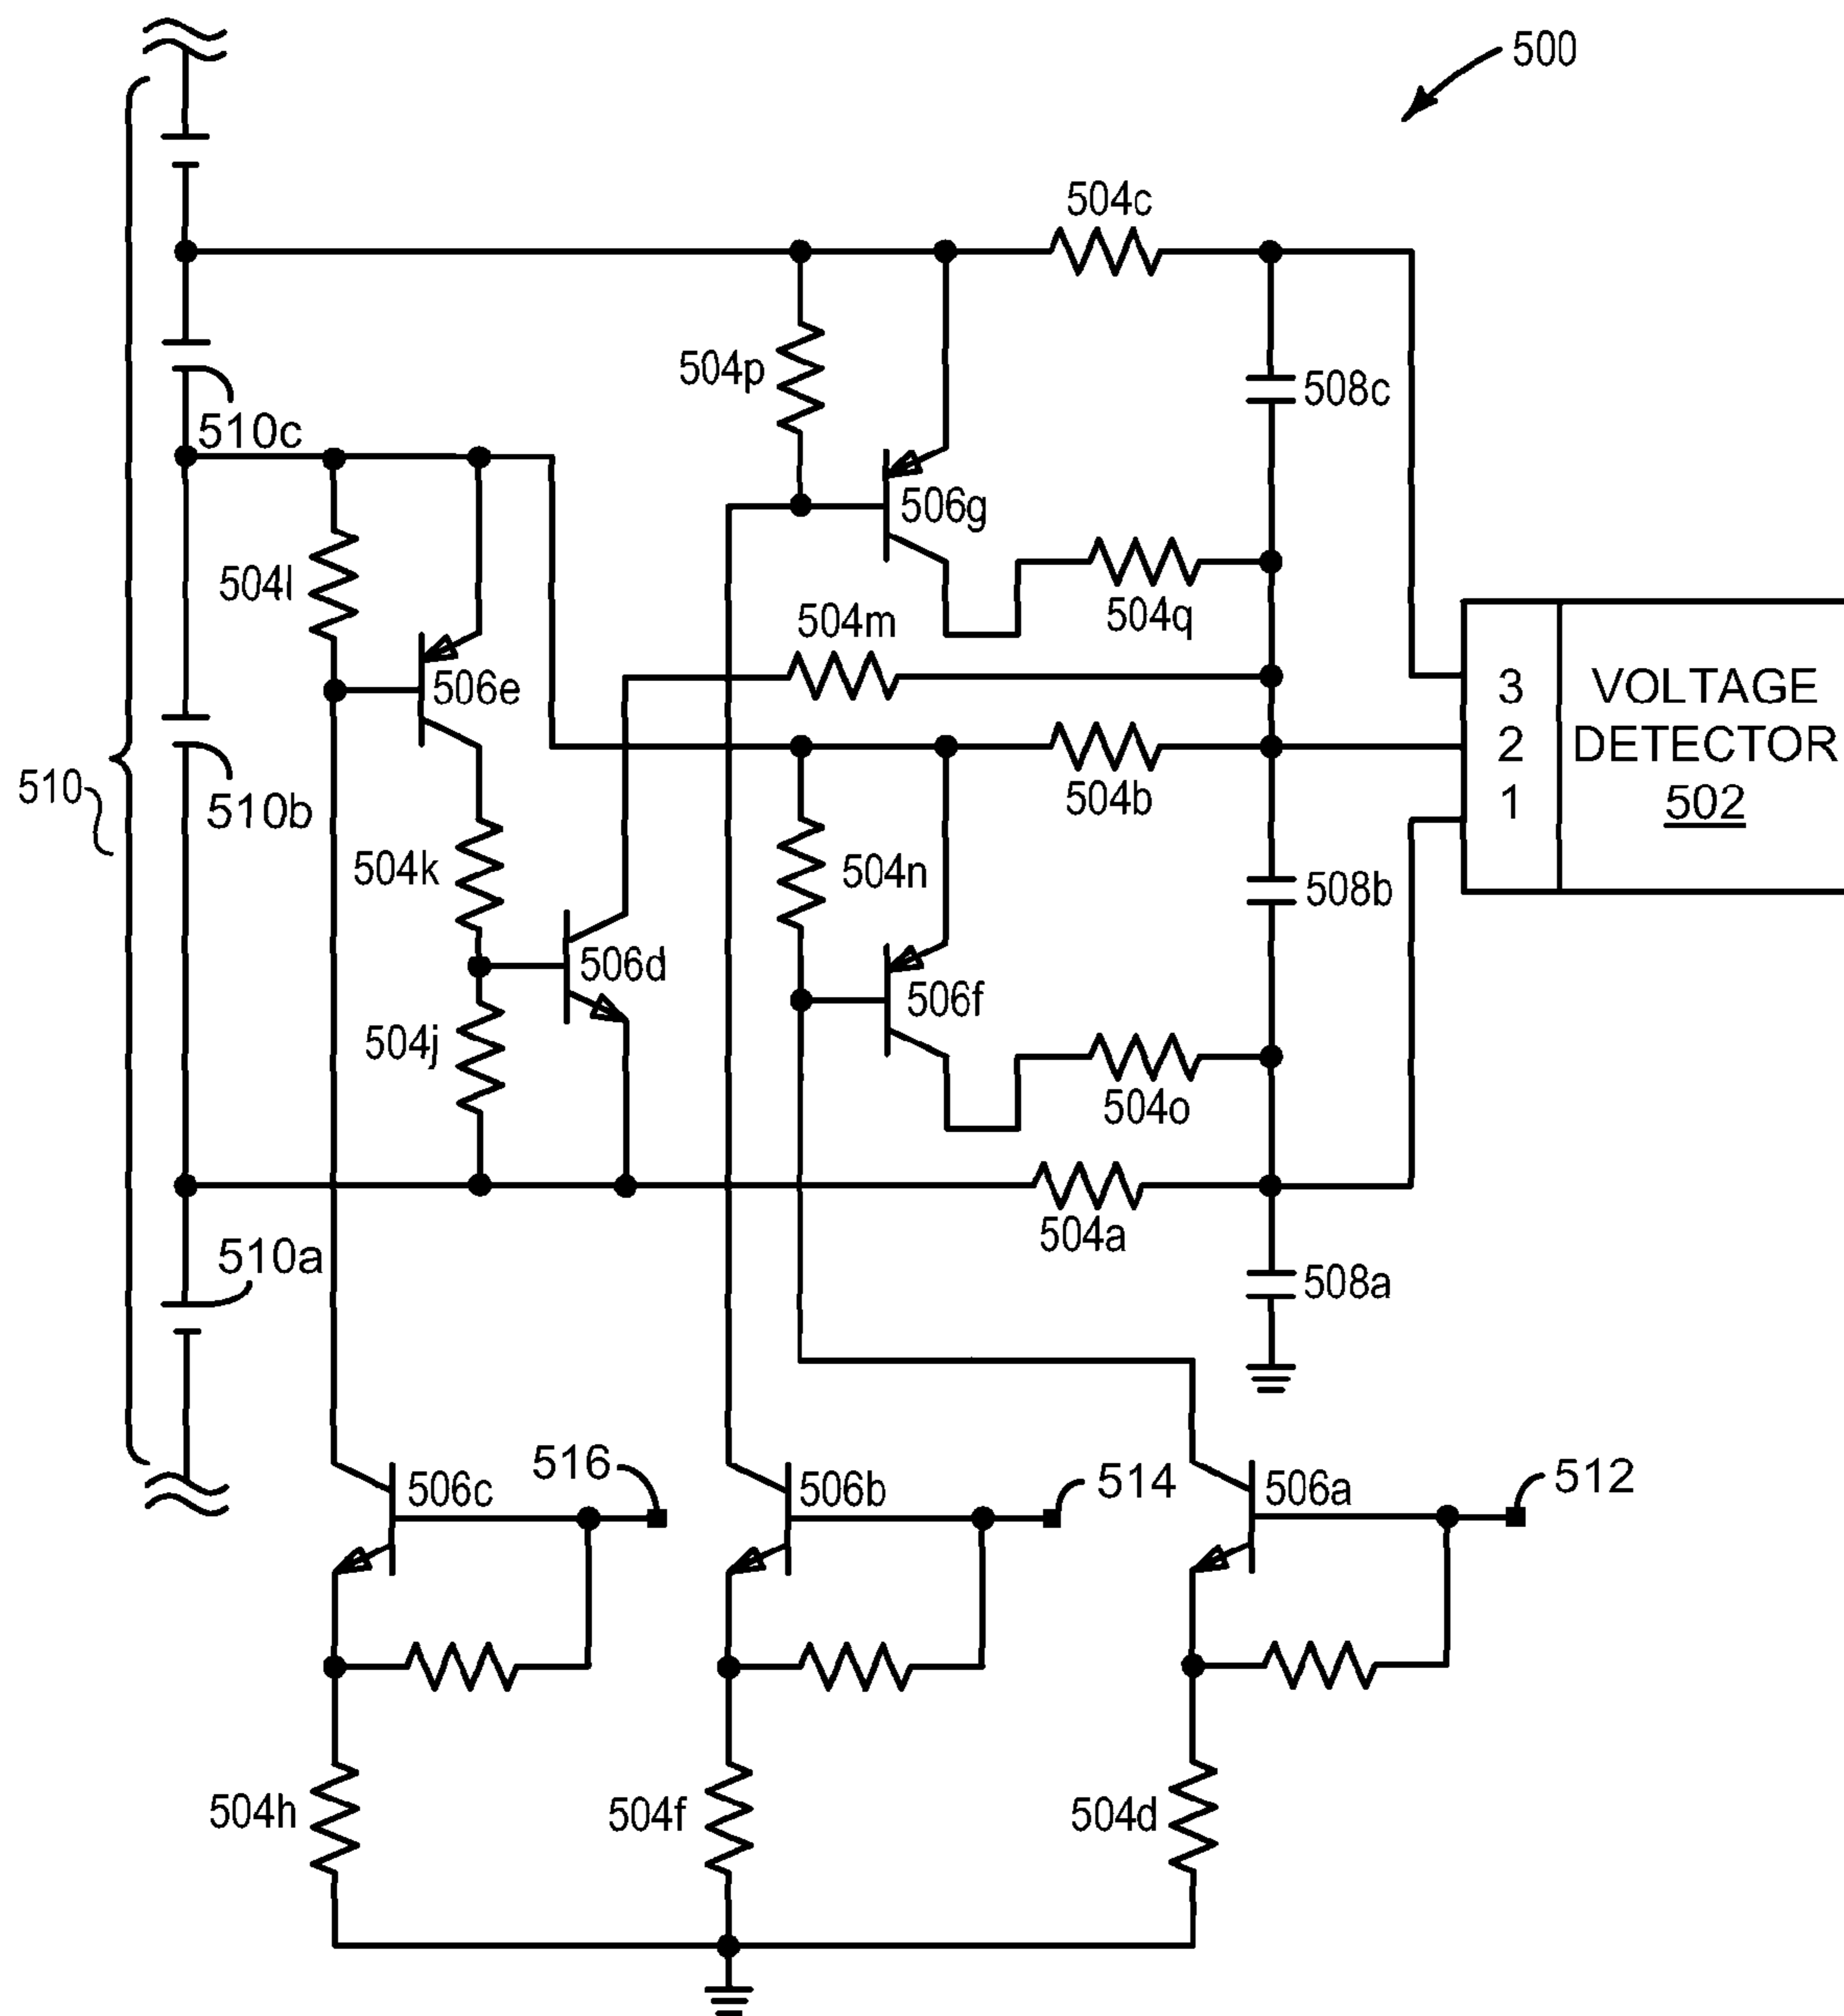 500
504c
504p
508c
510c
506g
504l
504m
504q
506e
3 VOLTAGE
2 DETECTOR
1 502
510
510b
504b
504k
504n
508b
506d
506f
504j
504o
510a
504a
508a
516
514
512
506c
506b
506a
504h
504f
504d